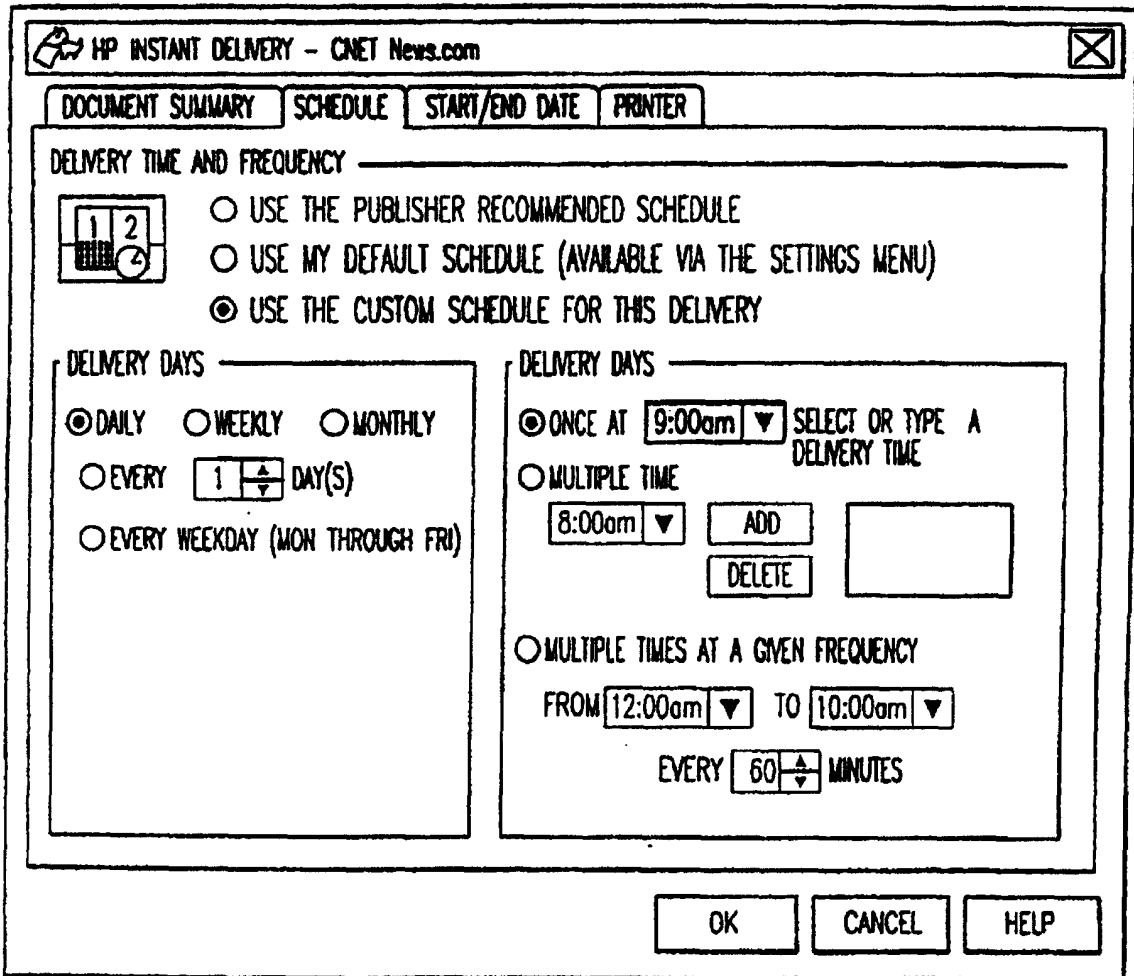 HP INSTANT DELIVERY - CNET News.com
DOCUMENT SUMMARY SCHEDULE START/END DATE PRINTER
DELIVERY TIME AND FREQUENCY
1 2
USE THE PUBLISHER RECOMMENDED SCHEDULE
USE MY DEFAULT SCHEDULE (AVAILABLE VIA THE SETTINGS MENU)
USE THE CUSTOM SCHEDULE FOR THIS DELIVERY
DELIVERY DAYS
DAILY WEEKLY MONTHLY
EVERY 1 DAY(S)
EVERY WEEKDAY (MON THROUGH FRI)
DELIVERY DAYS
ONCE AT 9:00am SELECT OR TYPE A
DELIVERY TIME
MULTIPLE TIME
8:00am ADD
DELETE
MULTIPLE TIMES AT A GIVEN FREQUENCY
FROM 12:00am TO 10:00am
EVERY 60 MINUTES
OK CANCEL HELP